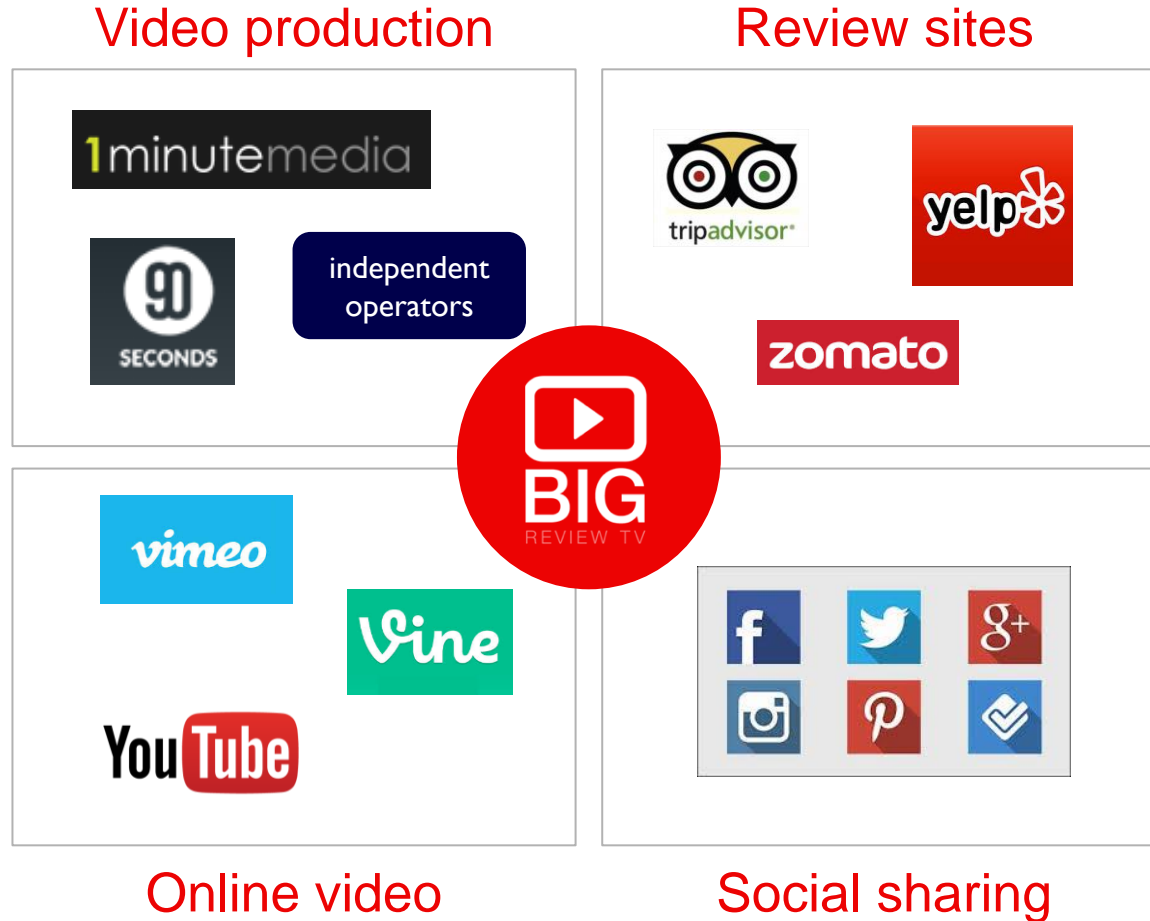 Video production
Review sites
1minutemedia
90
SECONDS
independent
operators
tripadvisor®
yelp
zomato
BIG
REVIEW TV
vimeo
Vine
YouTube
f
g+
Online video
Social sharing